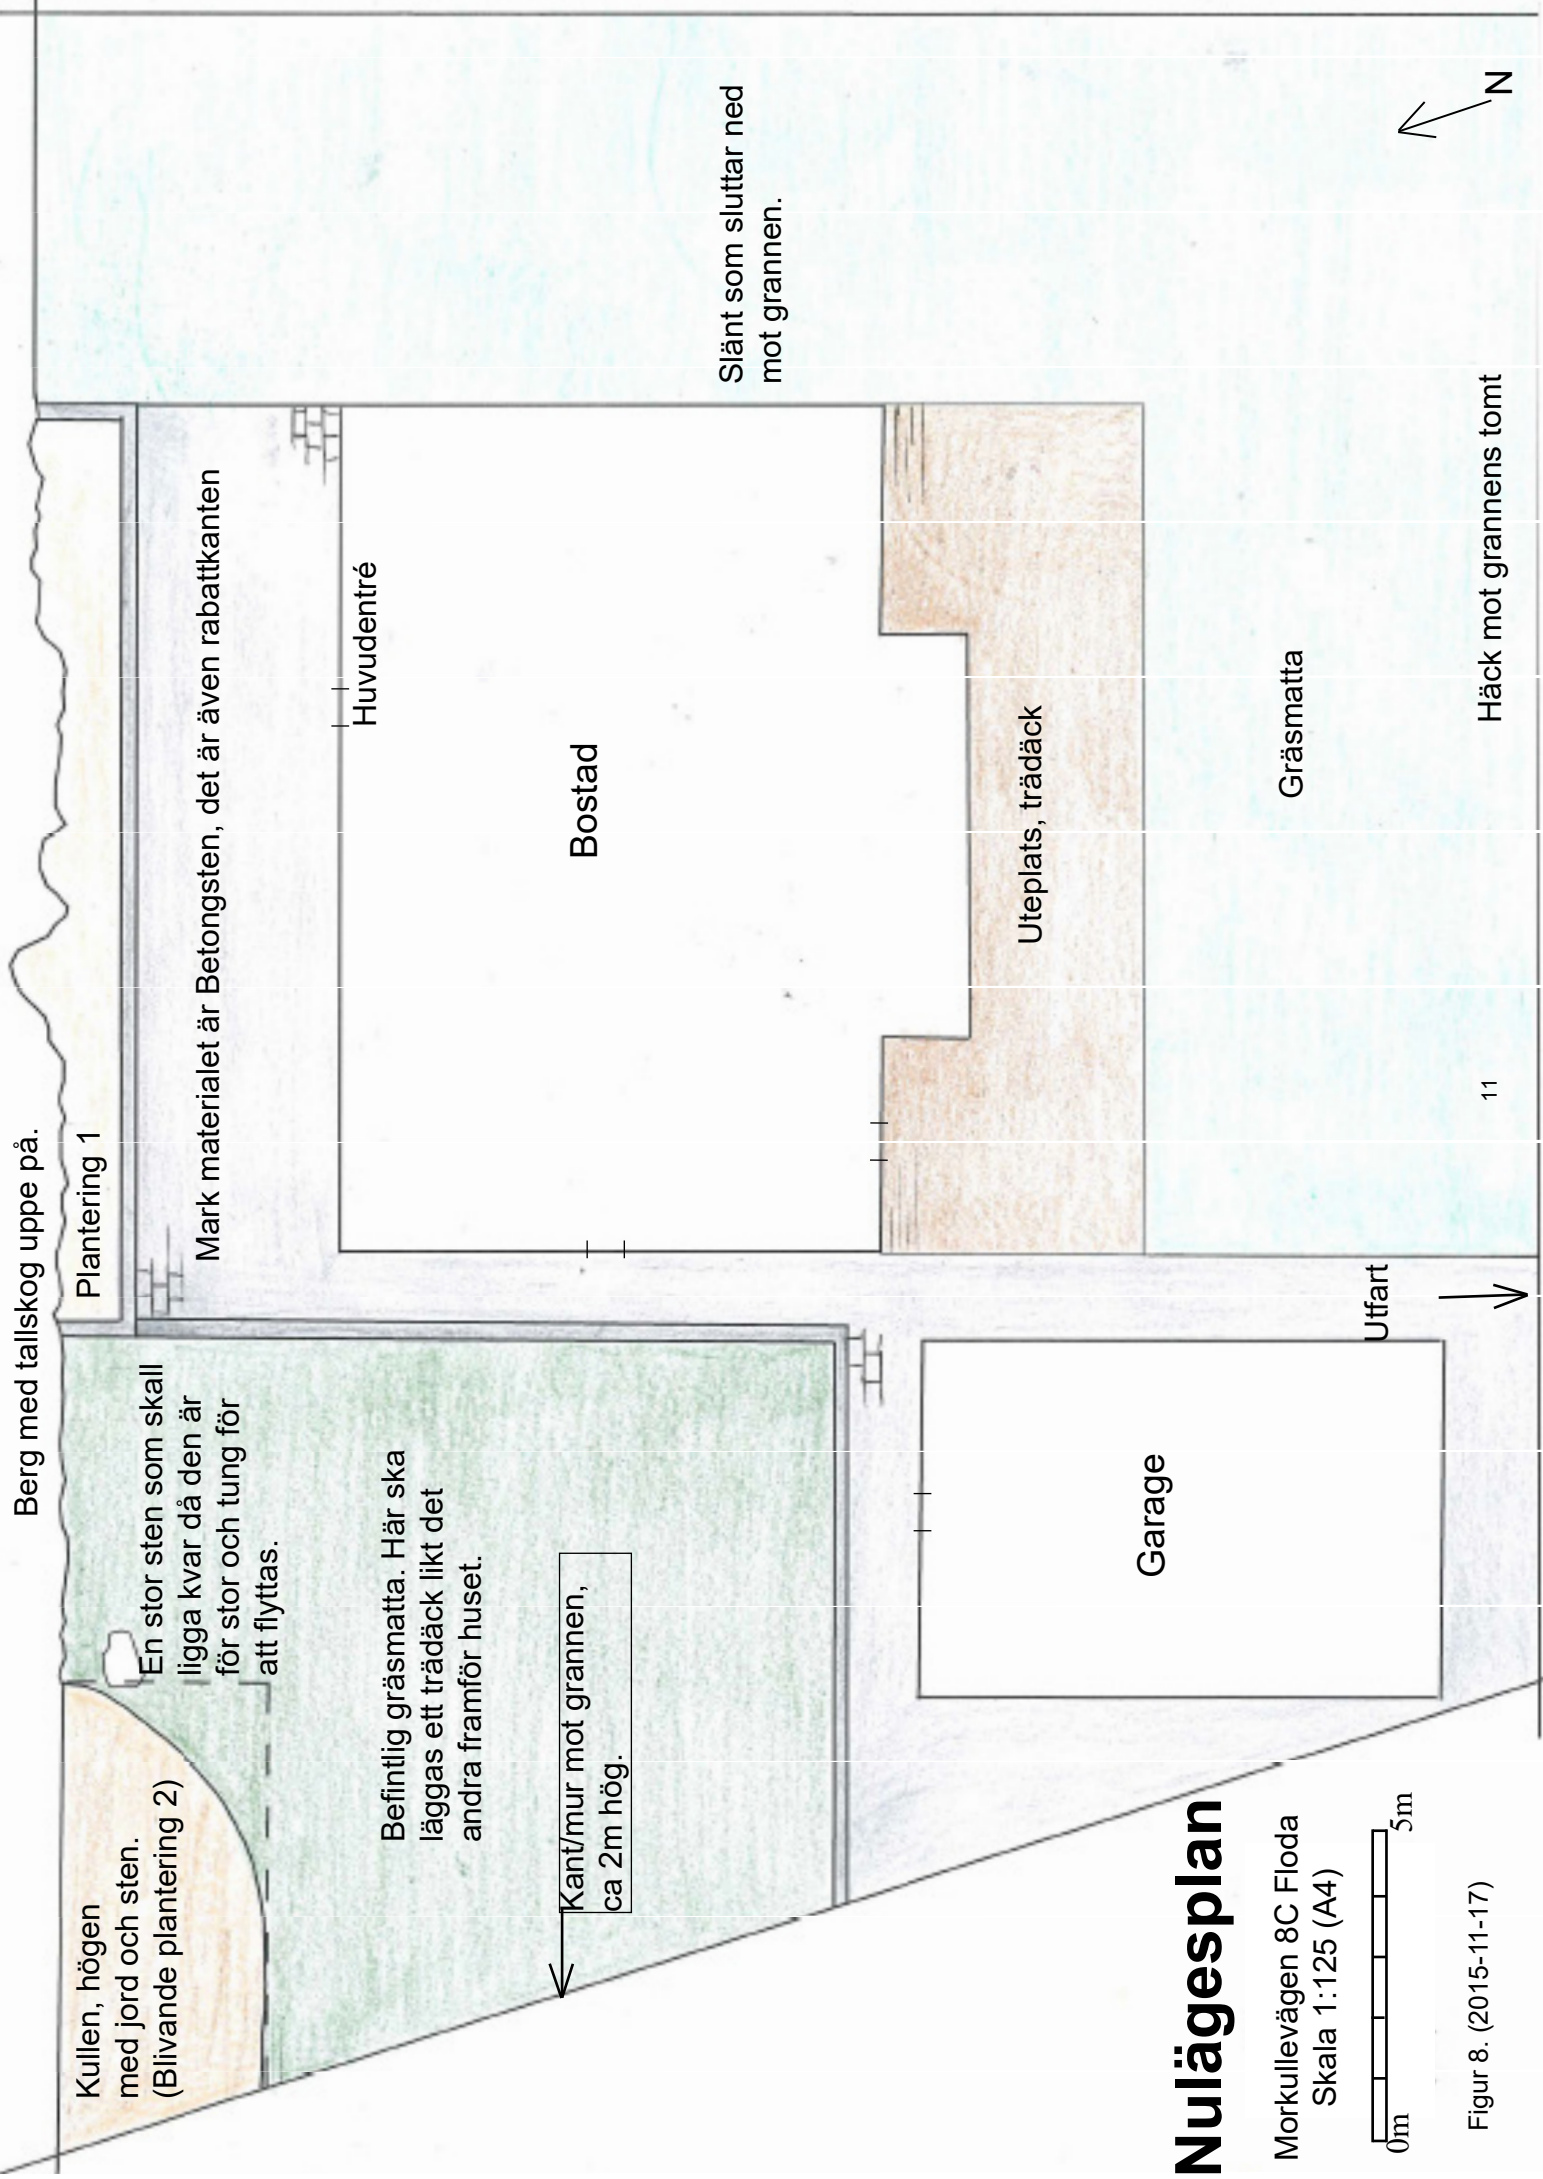 Berg med tallskog uppe på.
Kullen, högen
med jord och sten.
(Blivande plantering 2)
En stor sten som skall
ligga kvar då den är
för stor och tung för
att flyttas.
Plantering 1
Mark materialet är Betongsten, det är även rabattkanten
Huvudentré
Befintlig gräsmatta. Här ska
läggas ett trädäck likt det
andra framför huset.
Kant/mur mot grannen,
ca 2m hög.
Bostad
Slänt som sluttar ned
mot grannen.
Uteplats, trädäck
Garage
Gräsmatta
Utfart
Häck mot grannens tomt
N
Nulägesplan
Morkullevägen 8C Floda
Skala 1:125 (A4)
0m
5m
Figur 8. (2015-11-17)
11